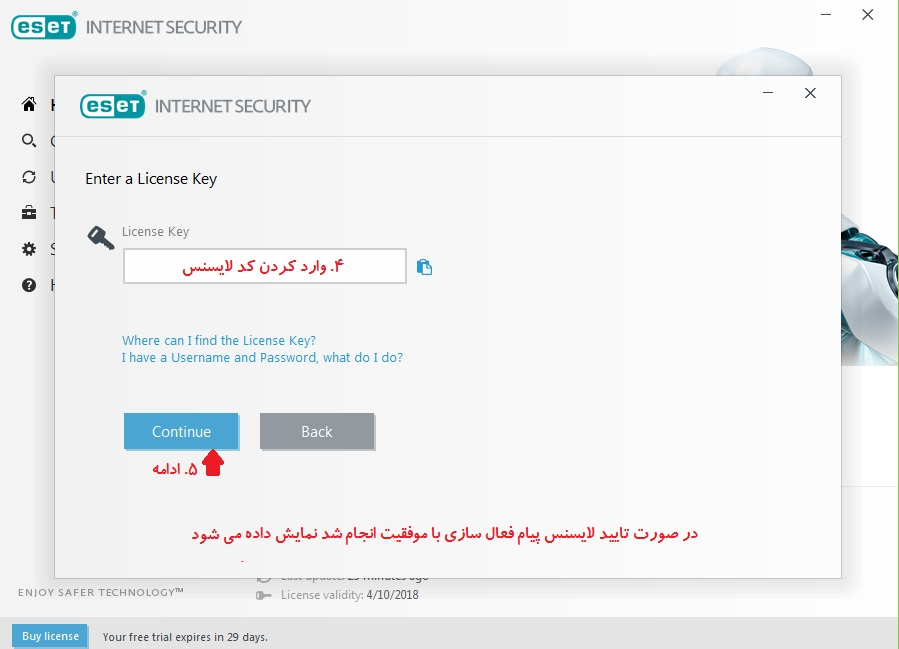 eseT INTERNET SECURITY
eseT INTERNET SECURITY
Enter a License Key
License Key
۴. وارد کردن کد لایسنس
Where can I find the License Key?
I have a Username and Password, what do I do?
Continue
Back
۵. ادامه
در صورت تایید لایسنس پیام فعال سازی با موفقیت انجام شد نمایش داده می شود
Last update: 29 minutes ago
ENJOY SAFER TECHNOLOGY™
License validity: 4/10/2018
Buy license
Your free trial expires in 29 days.